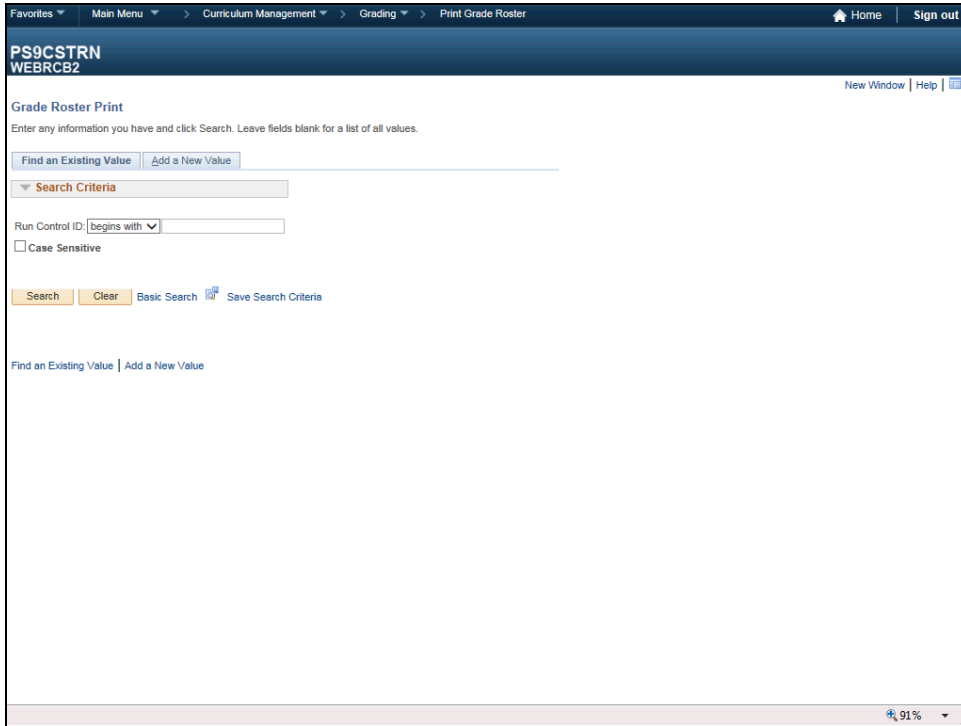 Favorites Main Menu > Curriculum Management > Grading > Print Grade Roster Home Sign out
PS9CSTRN
WEBRCB2
New Window | Help |
Grade Roster Print
Enter any information you have and click Search. Leave fields blank for a list of all values.
Find an Existing Value Add a New Value
Search Criteria
Run Control ID: begins with
Case Sensitive
Search Clear Basic Search Save Search Criteria
Find an Existing Value | Add a New Value
91%